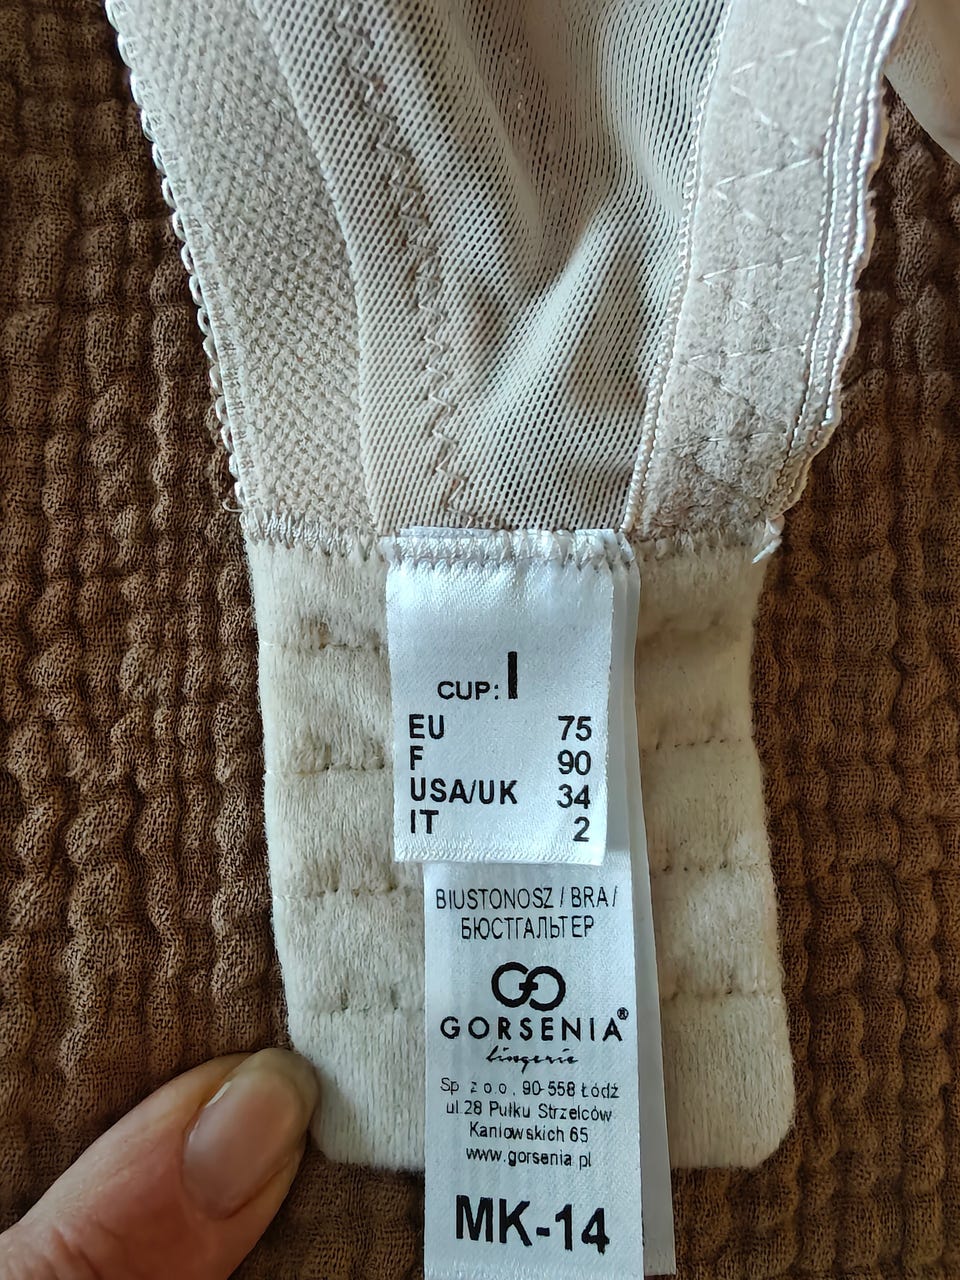 CUP: I
EU 75
F 90
USA/UK 34
IT 2
BIUSTONOSZ / BRA /
БЮСТГАЛЬТЕР
GORSENIA®
lingerie
Sp. z o.o., 90-558 Łódź
ul.28 Pułku Strzelców
Kaniowskich 65
www.gorsenia.pl
MK-14